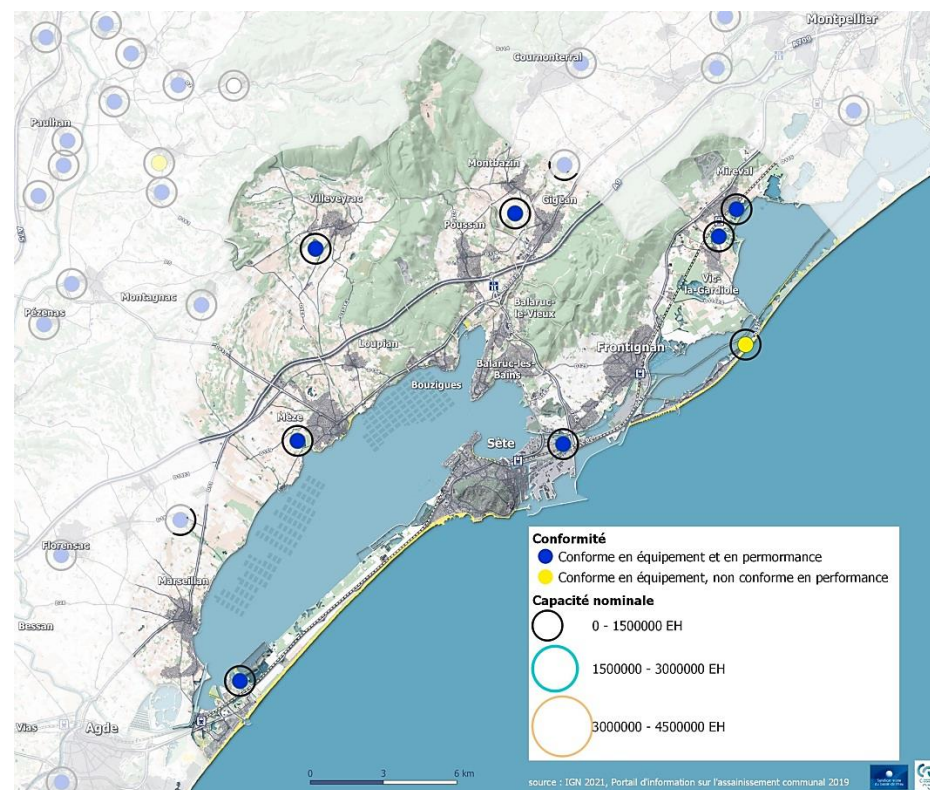 Montpellier
Cournonterral
Paulhan
Montbazin
Mireval
Villeveyrac
Gigean
Poussan
Montagnac
Vic-
la-Gardiole
Pézenas
Balaruc-
le-Vieux
Loupian
Frontignan
Balaruc-les-
Bains
Bouzigues
Mèze
Sète
Florensac
Marseillan
Bessan
Vias
Agde
Conformité
Conforme en équipement et en permormance
Conforme en équipement, non conforme en performance
Capacité nominale
0 - 1500000 EH
1500000 - 3000000 EH
3000000 - 4500000 EH
0 3 6 km
source : IGN 2021, Portail d'information sur l'assainissement communal 2019